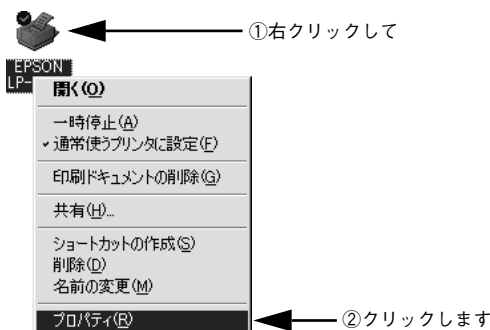 ①右クリックして
EPSON
LP-
開く(O)
一時停止(A)
通常使うプリンタに設定(F)
印刷ドキュメントの削除(G)
共有(H)...
ショートカットの作成(S)
削除(D)
名前の変更(M)
プロパティ(R)
②クリックします